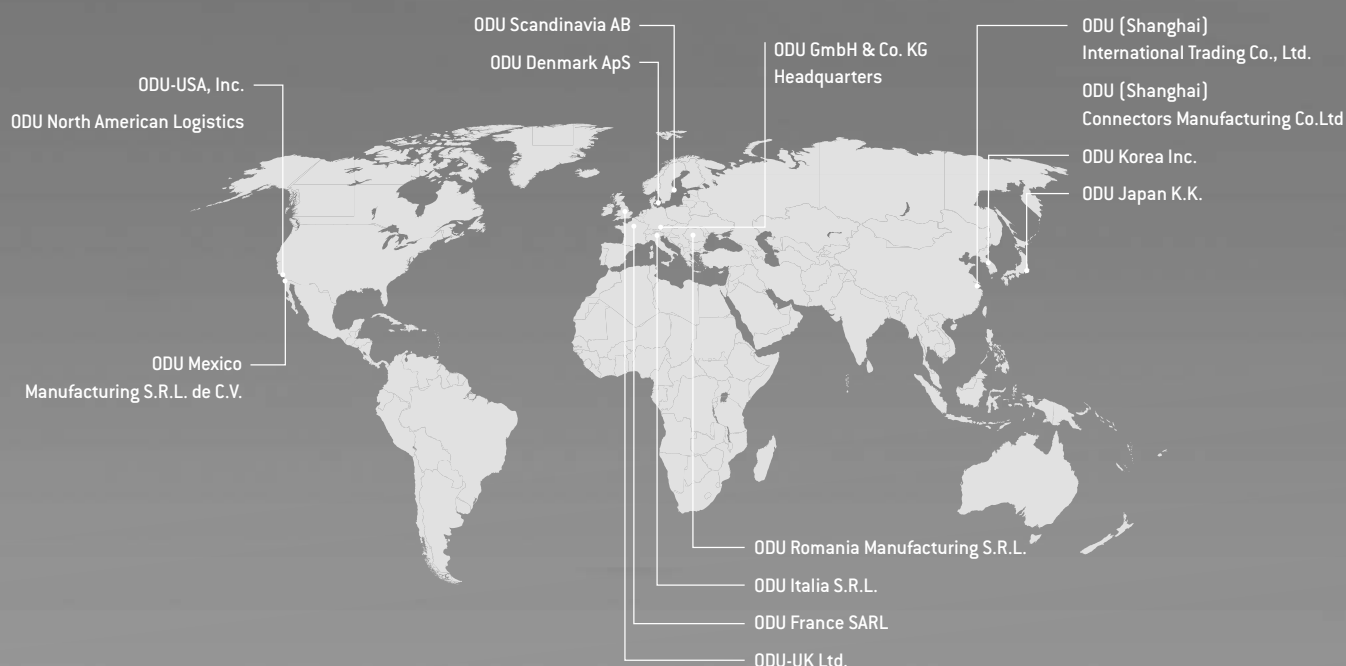 ODU Scandinavia AB
ODU Denmark ApS
ODU GmbH & Co. KG
Headquarters
ODU (Shanghai)
International Trading Co., Ltd.
ODU (Shanghai)
Connectors Manufacturing Co.Ltd
ODU Korea Inc.
ODU Japan K.K.
ODU-USA, Inc.
ODU North American Logistics
ODU Mexico
Manufacturing S.R.L. de C.V.
ODU Romania Manufacturing S.R.L.
ODU Italia S.R.L.
ODU France SARL
ODU-UK Ltd.